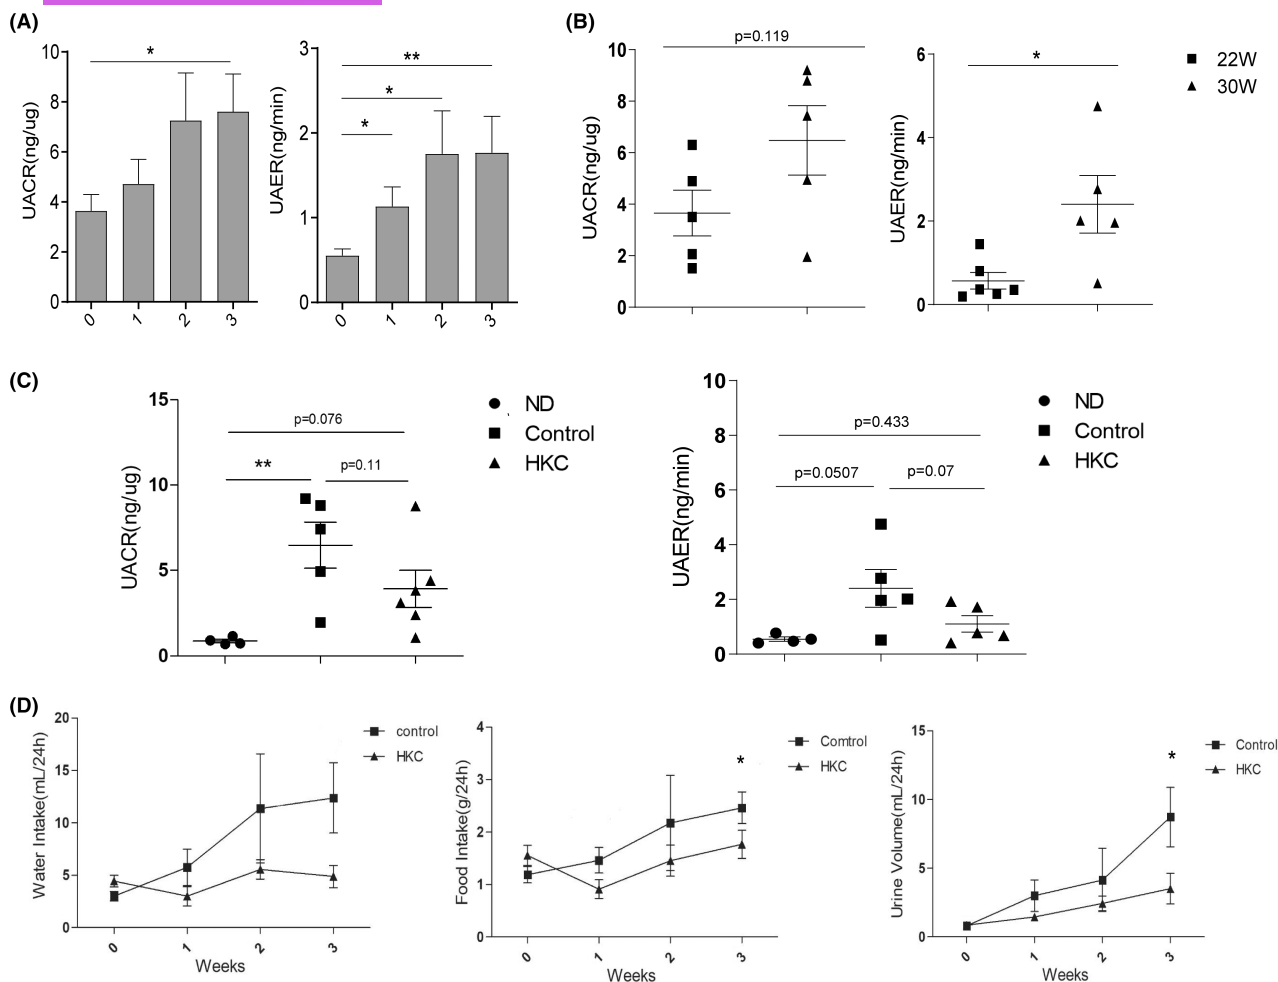 (A)
UACR(ng/ug)
10
8
6
4
2
0
*
0 1 2 3
UAER(ng/min)
3
2
1
0
**
*
*
0 1 2 3
(B)
UACR(ng/ug)
10
8
6
4
2
0
p=0.119
UAER(ng/min)
6
4
2
0
*
22W
30W
(C)
UACR(ng/ug)
15
10
5
0
p=0.076
**
p=0.11
ND
Control
HKC
UAER(ng/min)
10
8
6
4
2
0
p=0.433
p=0.0507
p=0.07
ND
Control
HKC
(D)
Water Intake(mL/24h)
20
15
10
5
0
control
HKC
0 1 2 3
Weeks
Food Intake(g/24h)
4
3
2
1
0
*
Comtrol
HKC
0 1 2 3
Weeks
Urine Volume(mL/24h)
15
10
5
0
*
Control
HKC
0 1 2 3
Weeks